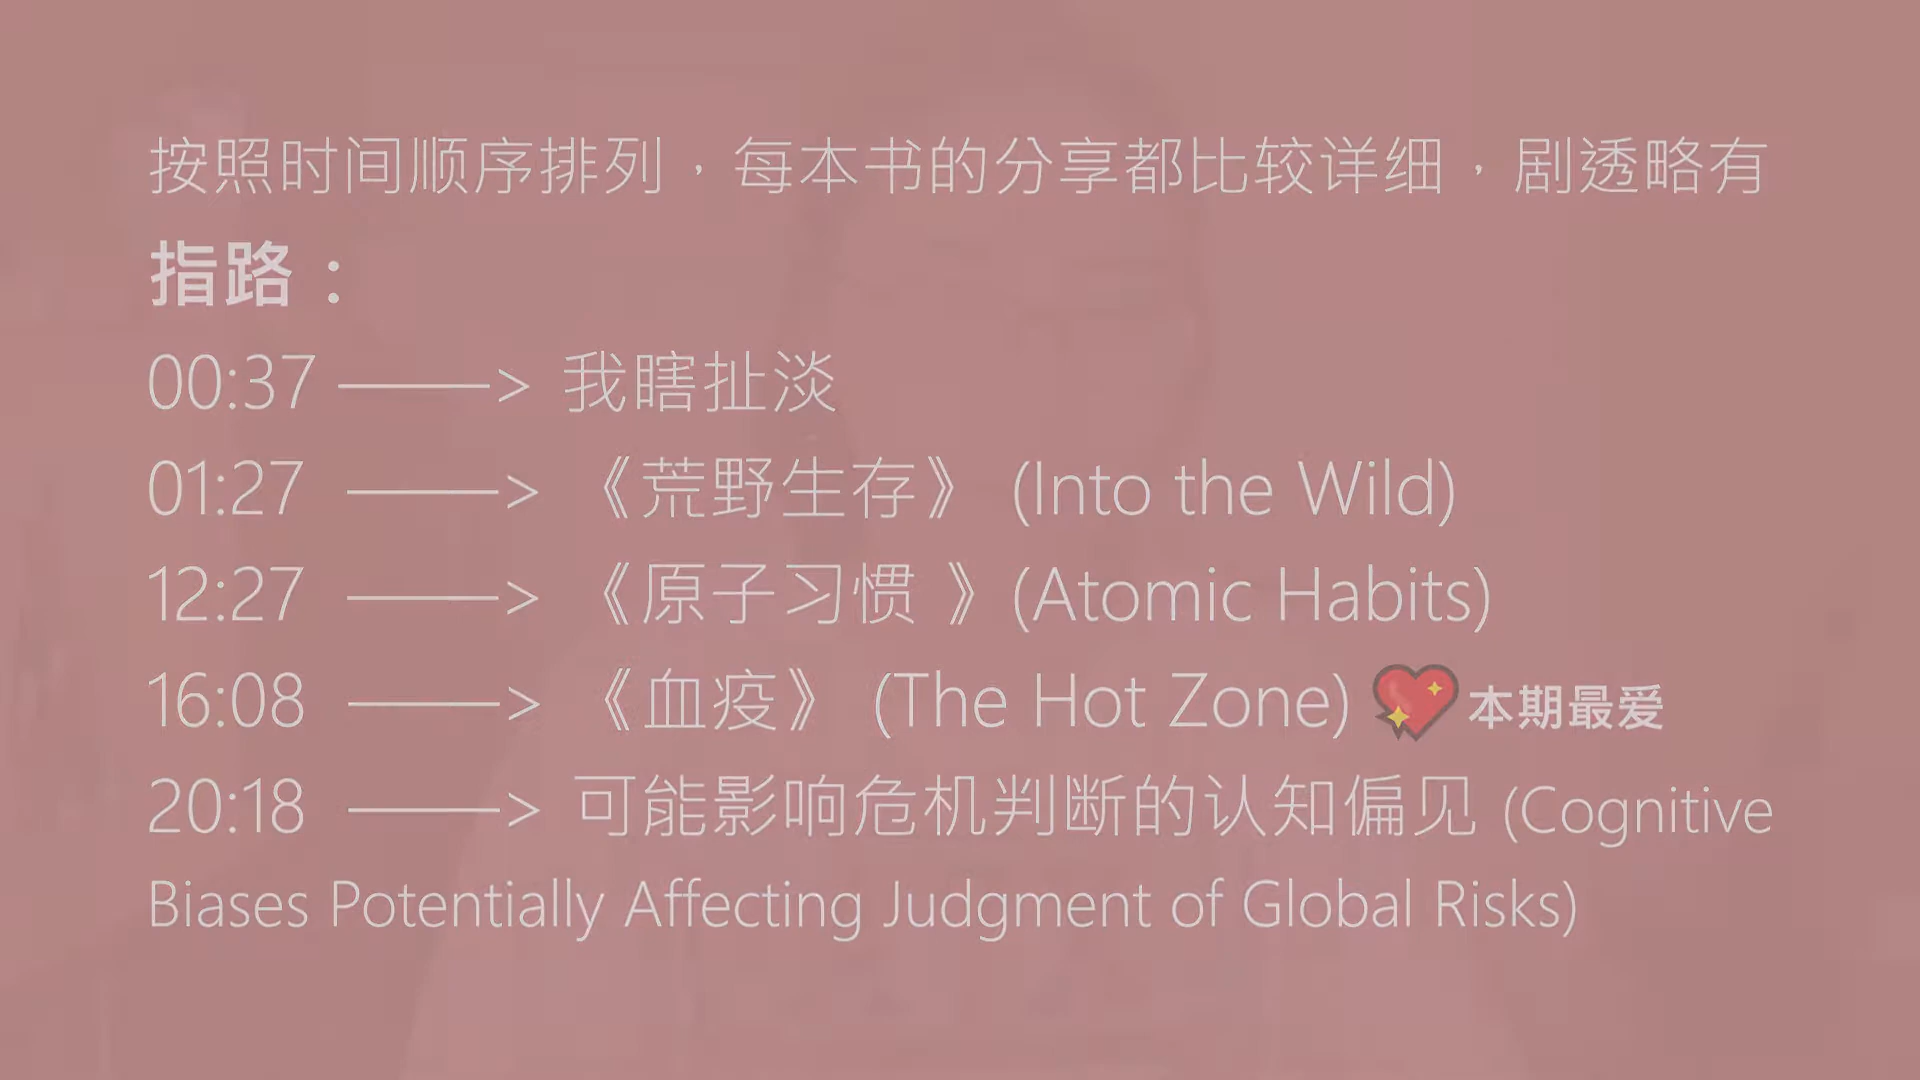 按照时间顺序排列，每本书的分享都比较详细，剧透略有
指路：
00:37 ———> 我瞎扯淡
01:27 ———> 《荒野生存》 (Into the Wild)
12:27 ———> 《原子习惯 》(Atomic Habits)
16:08 ———> 《血疫》 (The Hot Zone) 💖本期最爱
20:18 ———> 可能影响危机判断的认知偏见 (Cognitive
Biases Potentially Affecting Judgment of Global Risks)